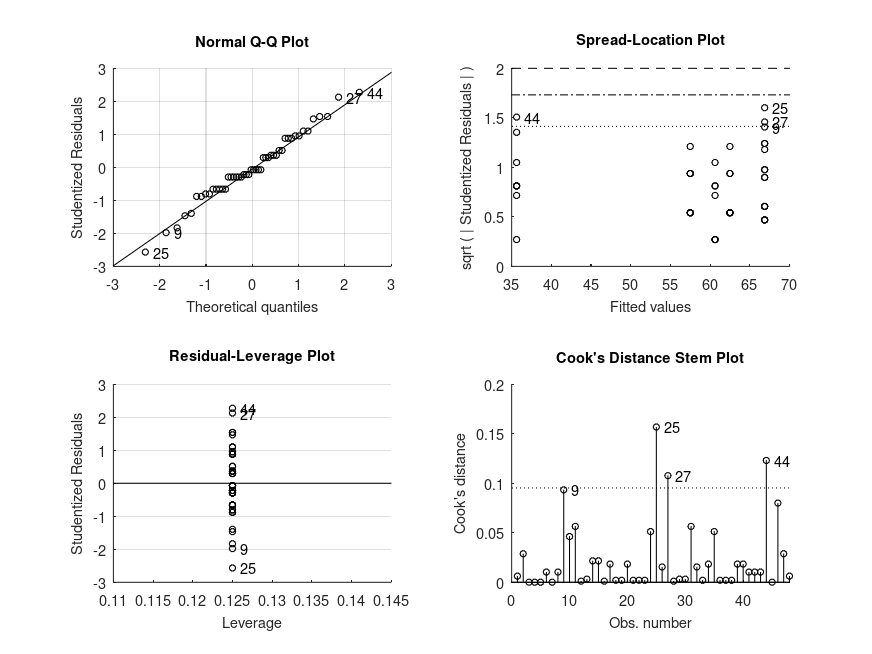 Normal Q-Q Plot
3
2
1
0
-1
-2
-3
-3 -2 -1 0 1 2 3
Studentized Residuals
Theoretical quantiles
27 44
9
25
Spread-Location Plot
2
1.5
1
0.5
0
35 40 45 50 55 60 65 70
sqrt ( | Studentized Residuals | )
Fitted values
44
25
27
9
Residual-Leverage Plot
3
2
1
0
-1
-2
-3
0.11 0.115 0.12 0.125 0.13 0.135 0.14 0.145
Studentized Residuals
Leverage
44
27
9
25
Cook's Distance Stem Plot
0.2
0.15
0.1
0.05
0
0 10 20 30 40
Cook's distance
Obs. number
25
44
27
9